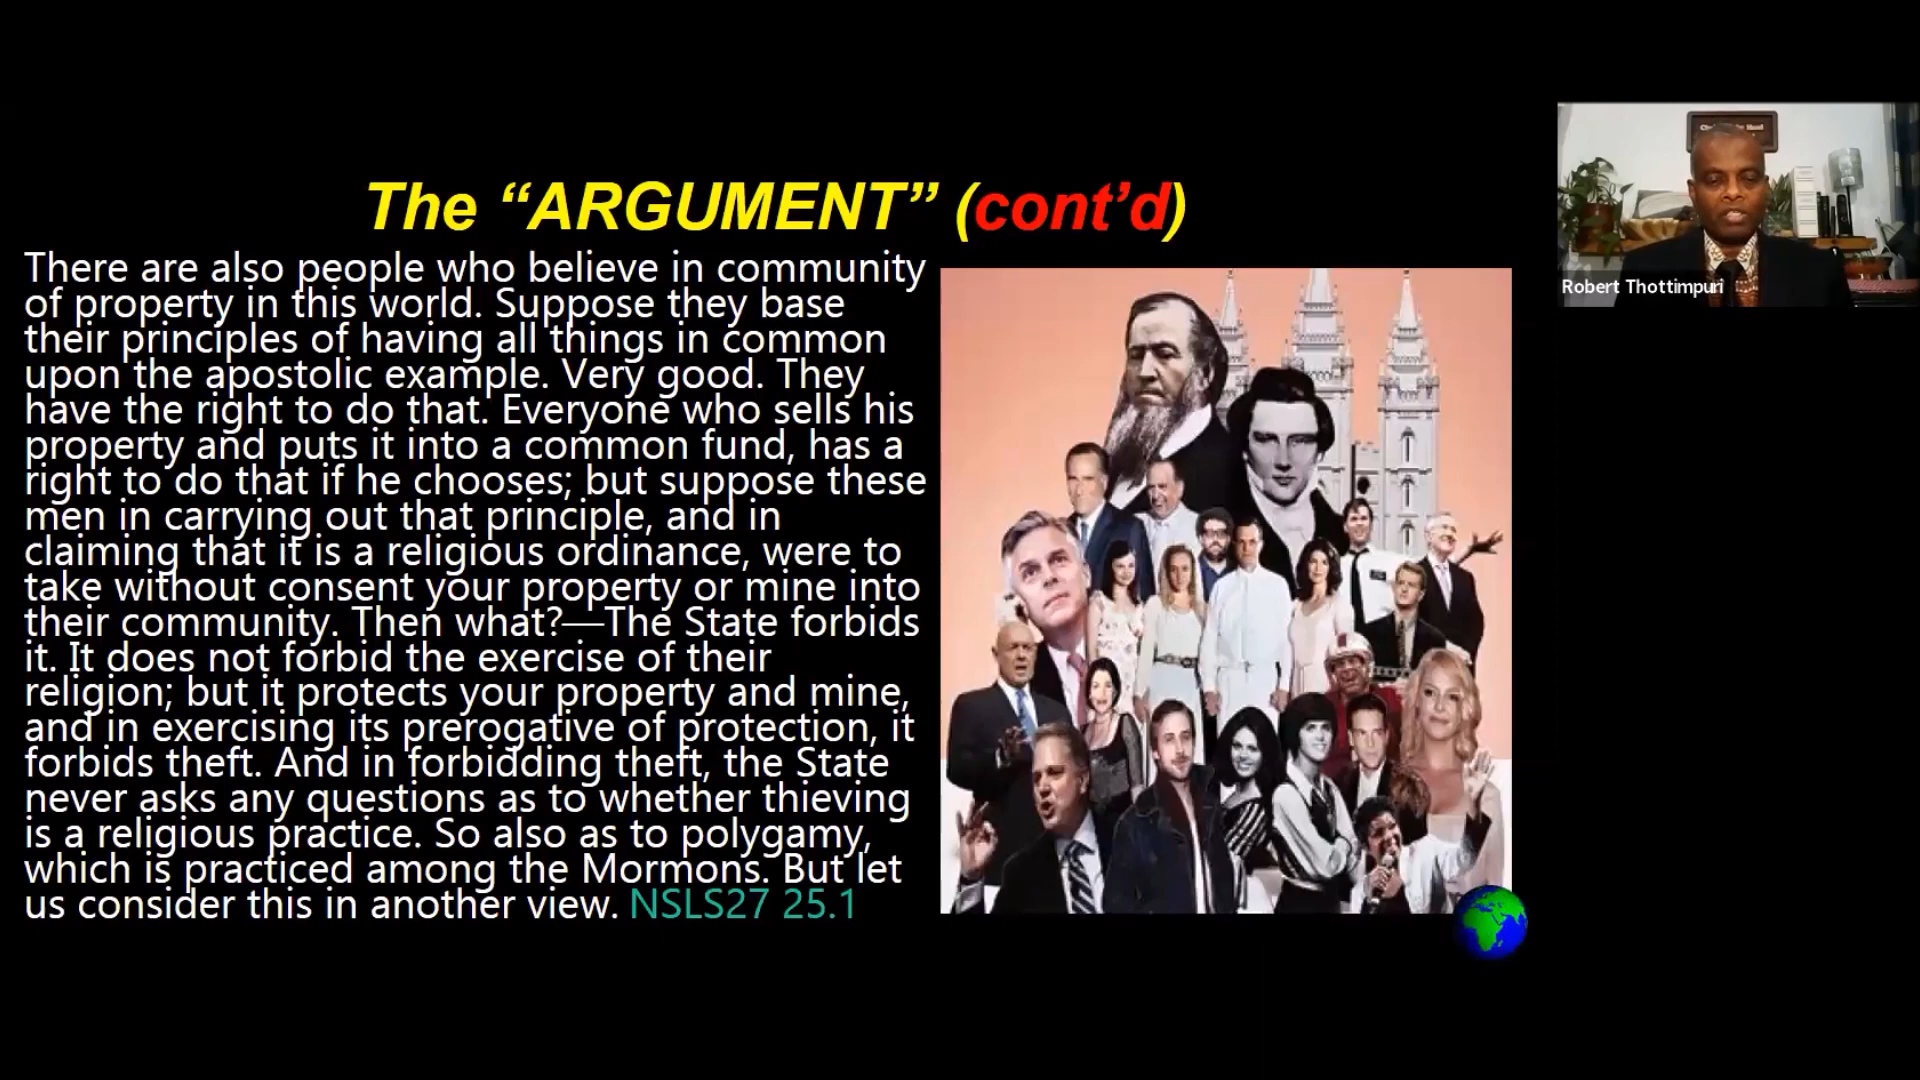 The “ARGUMENT” (cont’d)
There are also people who believe in community
of property in this world. Suppose they base
their principles of having all things in common
upon the apostolic example. Very good. They
have the right to do that. Everyone who sells his
property and puts it into a common fund, has a
right to do that if he chooses; but suppose these
men in carrying out that principle, and in
claiming that it is a religious ordinance, were to
take without consent your property or mine into
their community. Then what?—The State forbids
it. It does not forbid the exercise of their
religion; but it protects your property and mine,
and in exercising its prerogative of protection, it
forbids theft. And in forbidding theft, the State
never asks any questions as to whether thieving
is a religious practice. So also as to polygamy,
which is practiced among the Mormons. But let
us consider this in another view. NSLS27 25.1
Robert Thottimpuri